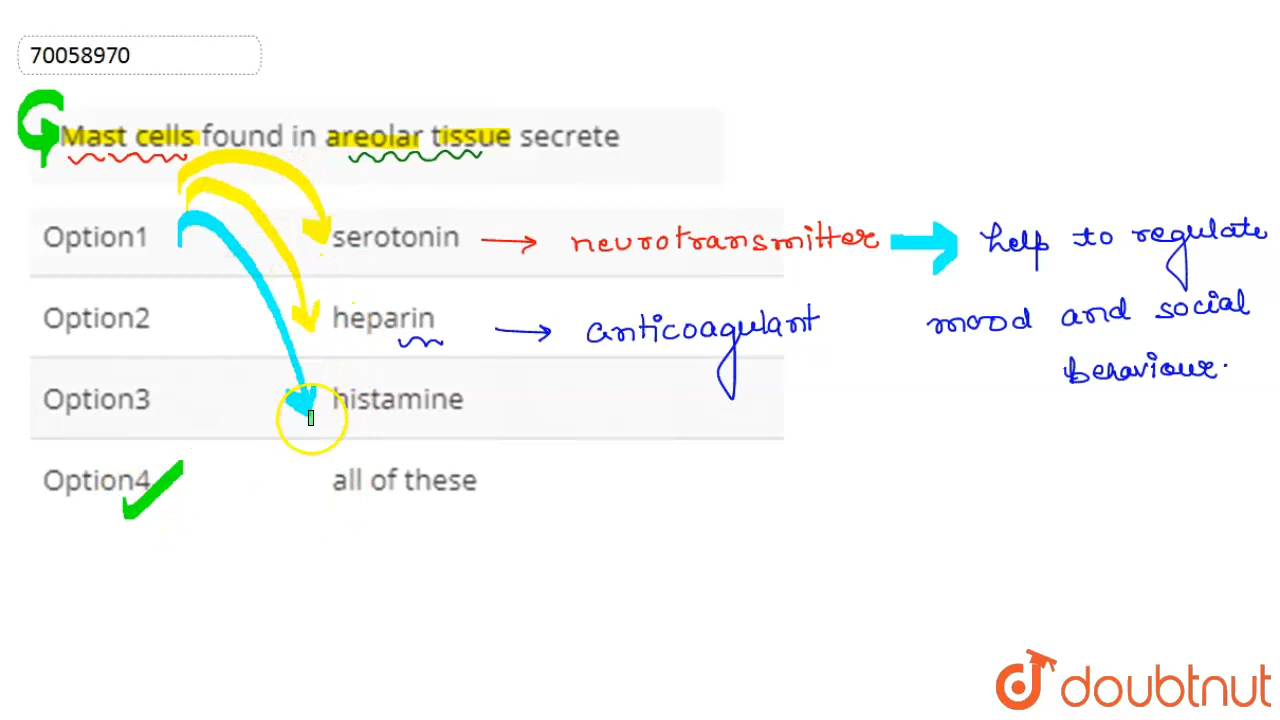 70058970
Mast cells found in areolar tissue secrete
Option1 serotonin → neurotransmitter help to regulate
Option2 heparin → anticoagulant mood and social
behaviour.
Option3 histamine
Option4 all of these
doubtnut